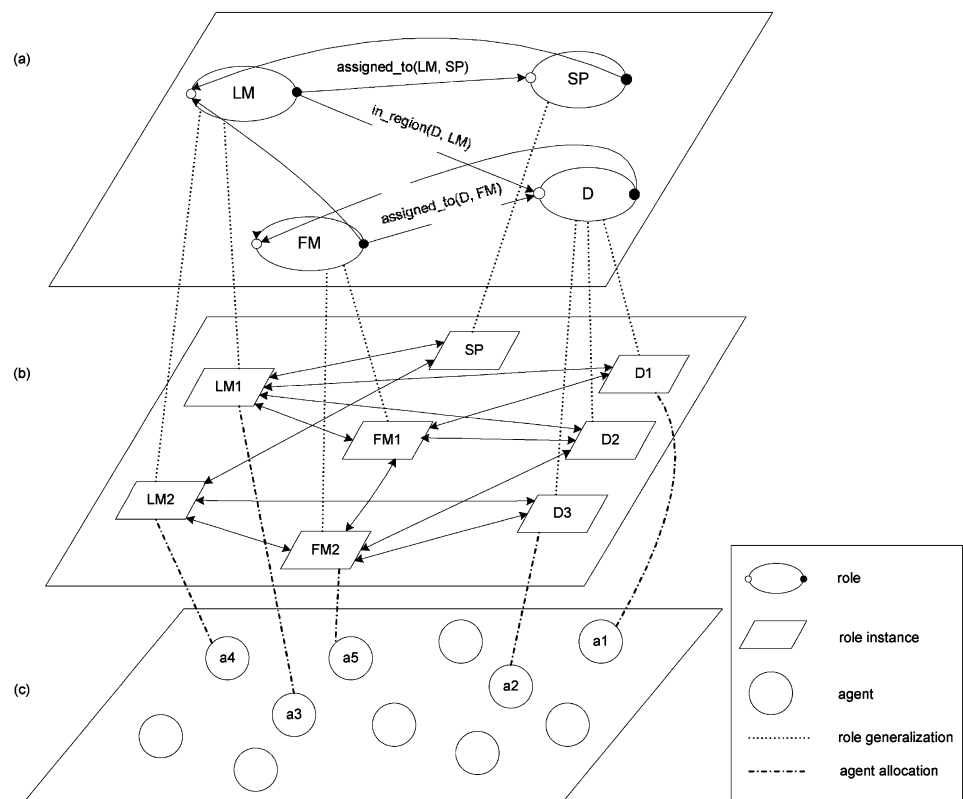 (a)
LM
assigned_to(LM, SP)
SP
in_region(D, LM)
D
assigned_to(D, FM)
FM
(b)
SP
LM1
D1
FM1
D2
LM2
D3
FM2
(c)
a4
a5
a1
a2
a3
role
role instance
agent
role generalization
agent allocation